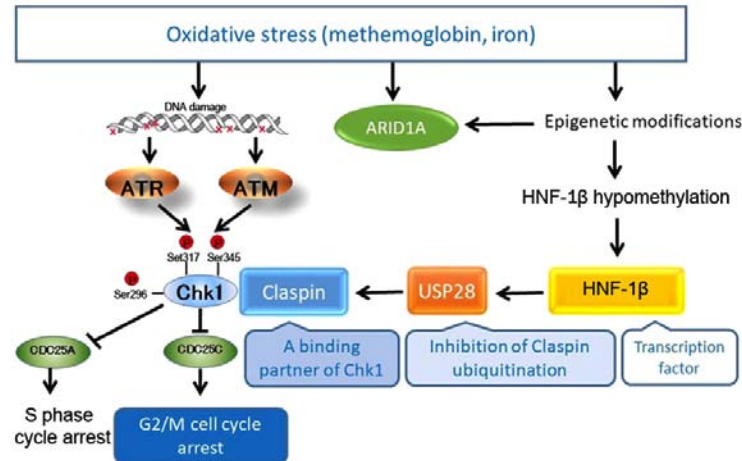 Oxidative stress (methemoglobin, iron)
DNA damage
ARID1A
Epigenetic modifications
ATR
ATM
HNF-1β hypomethylation
P
P
Set317
Ser345
P
Ser296
Chk1
Claspin
USP28
HNF-1β
CDC25A
CDC25C
A binding
partner of Chk1
Inhibition of Claspin
ubiquitination
Transcription
factor
S phase
cycle arrest
G2/M cell cycle
arrest